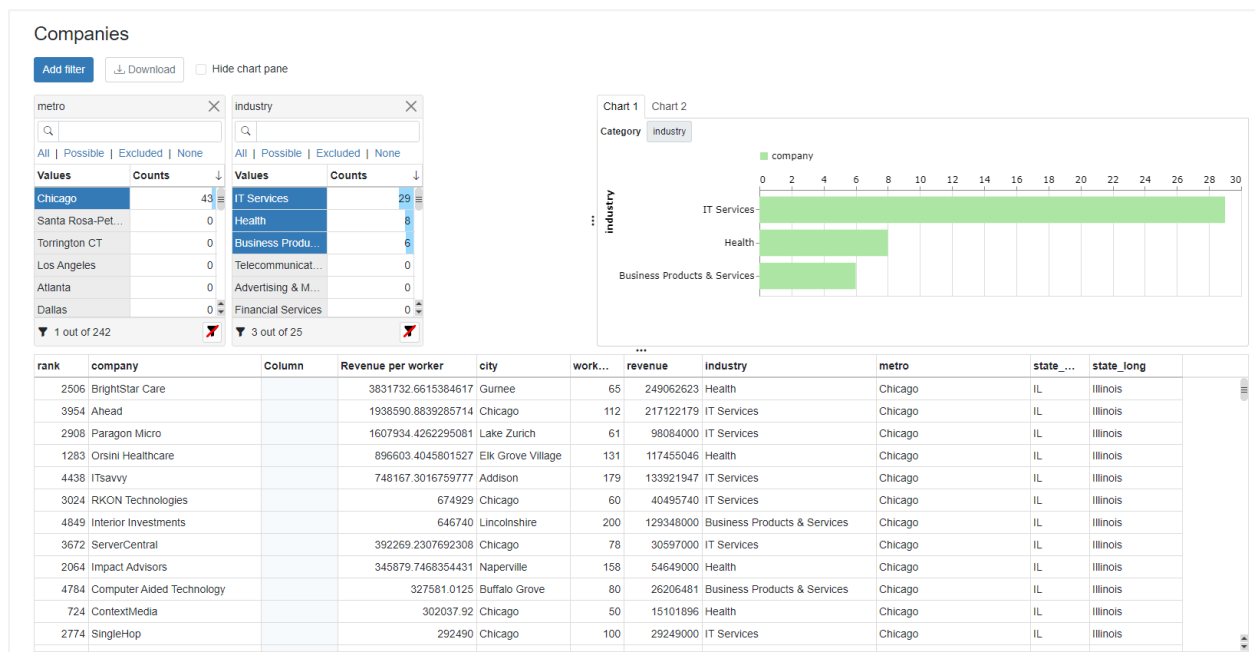 Companies
Add filter Download Hide chart pane
metro
All | Possible | Excluded | None
Values Counts
Chicago 43
Santa Rosa-Pet... 0
Torrington CT 0
Los Angeles 0
Atlanta 0
Dallas 0
1 out of 242
industry
All | Possible | Excluded | None
Values Counts
IT Services 29
Health 8
Business Produ... 6
Telecommunicat... 0
Advertising & M... 0
Financial Services 0
3 out of 25
Chart 1 Chart 2
Category industry
company
0 2 4 6 8 10 12 14 16 18 20 22 24 26 28 30
industry
IT Services
Health
Business Products & Services
rank company Column Revenue per worker city work... revenue industry metro state_... state_long
2506 BrightStar Care 3831732.6615384617 Gurnee 65 249062623 Health Chicago IL Illinois
3954 Ahead 1938590.8839285714 Chicago 112 217122179 IT Services Chicago IL Illinois
2908 Paragon Micro 1607934.4262295081 Lake Zurich 61 98084000 IT Services Chicago IL Illinois
1283 Orsini Healthcare 896603.4045801527 Elk Grove Village 131 117455046 Health Chicago IL Illinois
4438 ITsavvy 748167.3016759777 Addison 179 133921947 IT Services Chicago IL Illinois
3024 RKON Technologies 674929 Chicago 60 40495740 IT Services Chicago IL Illinois
4849 Interior Investments 646740 Lincolnshire 200 129348000 Business Products & Services Chicago IL Illinois
3672 ServerCentral 392269.2307692308 Chicago 78 30597000 IT Services Chicago IL Illinois
2064 Impact Advisors 345879.7468354431 Naperville 158 54649000 Health Chicago IL Illinois
4784 Computer Aided Technology 327581.0125 Buffalo Grove 80 26206481 Business Products & Services Chicago IL Illinois
724 ContextMedia 302037.92 Chicago 50 15101896 Health Chicago IL Illinois
2774 SingleHop 292490 Chicago 100 29249000 IT Services Chicago IL Illinois